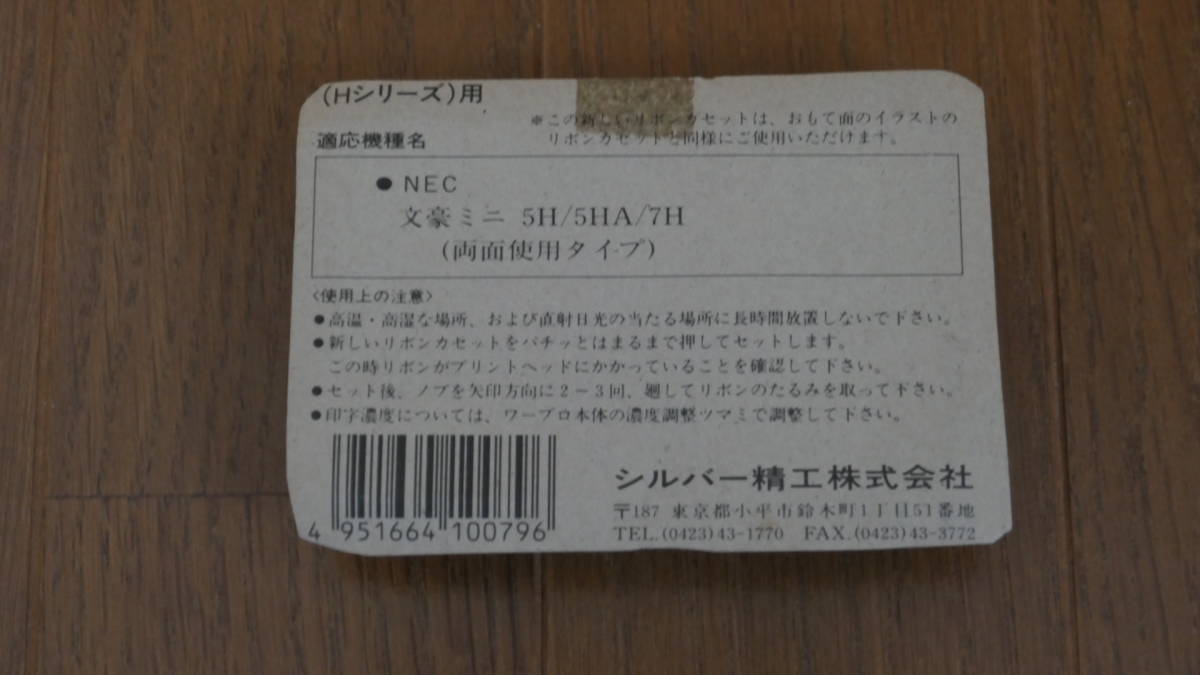 (Hシリーズ)用
※この新しいリボンカセットは、おもて面のイラストの
リボンカセットと同様にご使用いただけます。
適応機種名
● NEC
文豪ミニ 5H/5HA/7H
(両面使用タイプ)
〈使用上の注意〉
●高温・高湿な場所、および直射日光の当たる場所に長時間放置しないで下さい。
●新しいリボンカセットをパチッとはまるまで押してセットします。
この時リボンがプリントヘッドにかかっていることを確認して下さい。
●セット後、ノブを矢印方向に2-3回、廻してリボンのたるみを取って下さい。
●印字濃度については、ワープロ本体の濃度調整ツマミで調整して下さい。
4 951664 100796
シルバー精工株式会社
〒187 東京都小平市鈴木町1丁目51番地
TEL.(0423)43-1770 FAX.(0423)43-3772